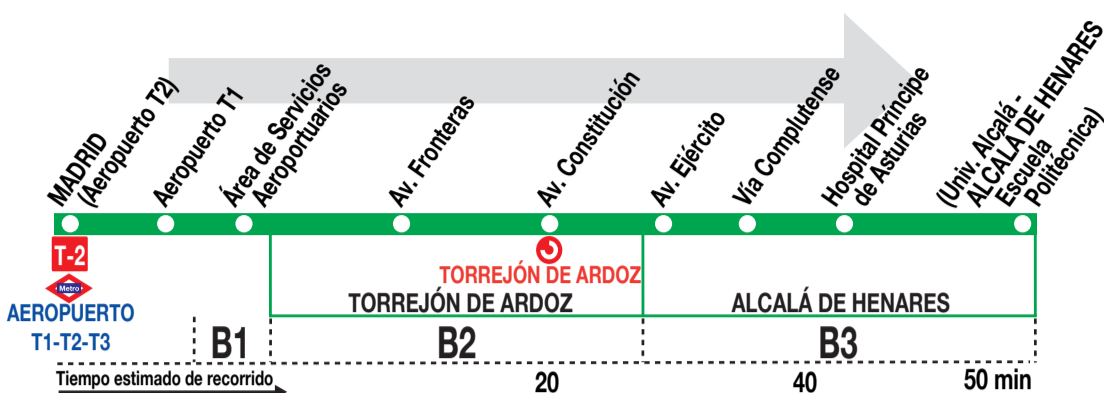 MADRID
(Aeropuerto T2)
Aeropuerto T1
Área de Servicios
Aeroportuarios
Av. Fronteras
Av. Constitución
Av. Ejército
Vía Complutense
Hospital Príncipe
de Asturias
(Univ. Alcalá -
ALCALÁ DE HENARES
Escuela
Politécnica)
T-2
Metro
AEROPUERTO
T1-T2-T3
TORREJÓN DE ARDOZ
TORREJÓN DE ARDOZ
ALCALÁ DE HENARES
B1
B2
B3
Tiempo estimado de recorrido
20
40
50 min